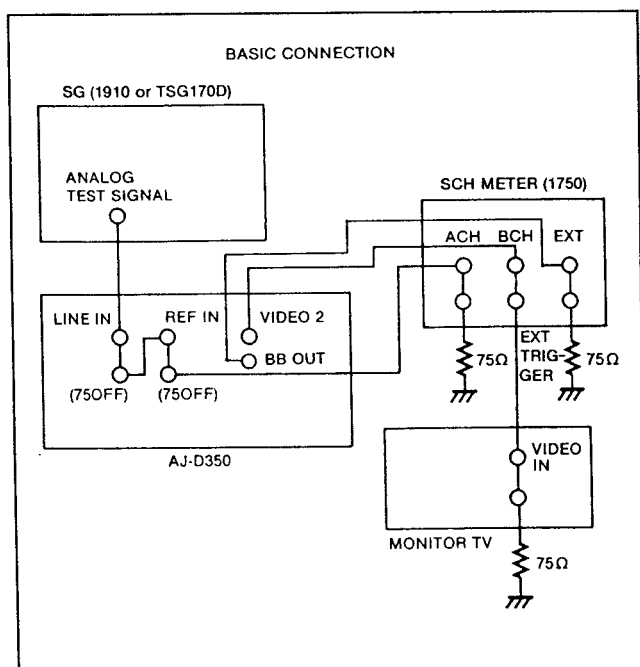 BASIC CONNECTION
SG (1910 or TSG170D)
ANALOG
TEST SIGNAL
SCH METER (1750)
ACH
BCH
EXT
LINE IN
REF IN
VIDEO 2
BB OUT
(75OFF)
(75OFF)
AJ-D350
75Ω
EXT
TRIG-
GER
75Ω
VIDEO
IN
MONITOR TV
75Ω